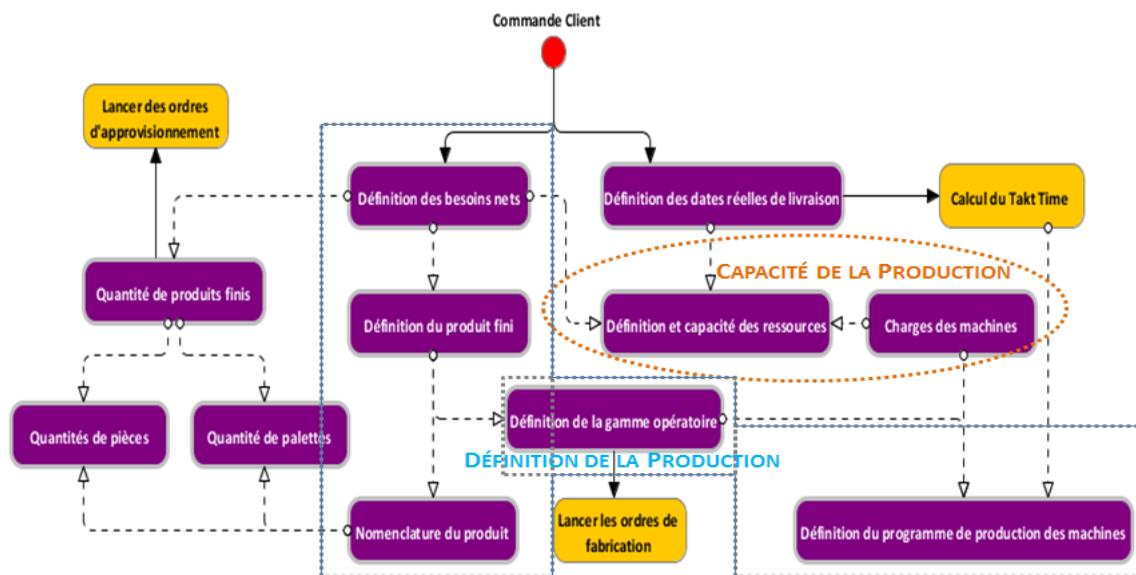 Commande Client
Lancer des ordres
d'approvisionnement
Définition des besoins nets
Définition des dates réelles de livraison
Calcul du Takt Time
CAPACITÉ DE LA PRODUCTION
Quantité de produits finis
Définition du produit fini
Définition et capacité des ressources
Charges des machines
Quantités de pièces
Quantité de palettes
Définition de la gamme opératoire
DÉFINITION DE LA PRODUCTION
Nomenclature du produit
Lancer les ordres de
fabrication
Définition du programme de production des machines